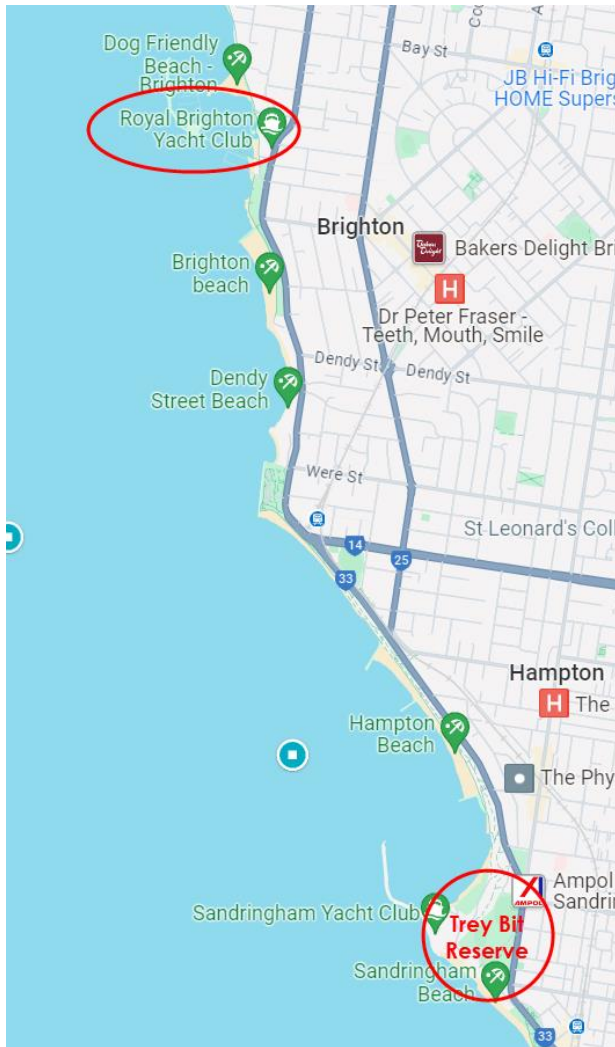 Dog Friendly
Beach -
Brighton
Bay St
JB Hi-Fi Brig
HOME Supers
Royal Brighton
Yacht Club
Brighton
Bakers Delight
Bakers Delight Bri
Brighton
beach
H
Dr Peter Fraser -
Teeth, Mouth, Smile
Dendy St
Dendy St
Dendy
Street Beach
Were St
St Leonard's Coll
14
25
33
Hampton
H
The
Hampton
Beach
The Phy
AMPOL
Ampol
Sandrin
Sandringham Yacht Club
Trey Bit
Reserve
Sandringham
Beach
33